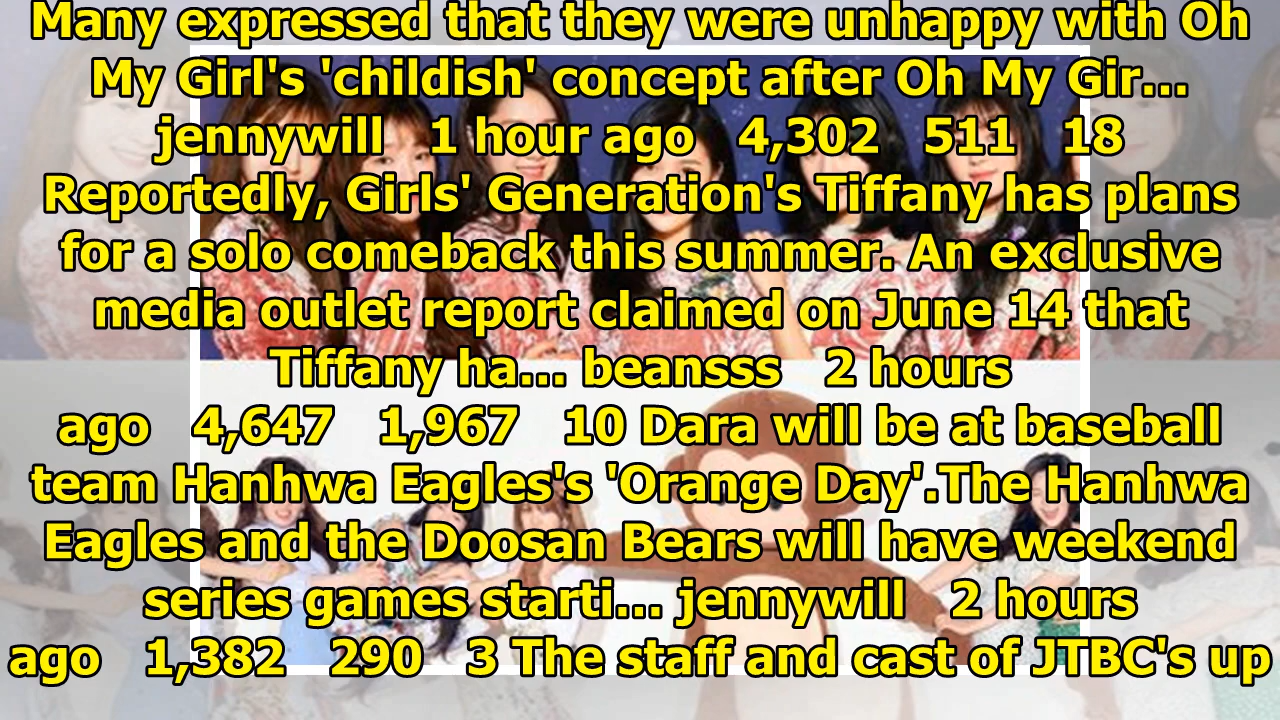 Many expressed that they were unhappy with Oh
My Girl's 'childish' concept after Oh My Gir...
jennywill 1 hour ago 4,302 511 18
Reportedly, Girls' Generation's Tiffany has plans
for a solo comeback this summer. An exclusive
media outlet report claimed on June 14 that
Tiffany ha... beansss 2 hours
ago 4,647 1,967 10 Dara will be at baseball
team Hanhwa Eagles's 'Orange Day'.The Hanhwa
Eagles and the Doosan Bears will have weekend
series games starti... jennywill 2 hours
ago 1,382 290 3 The staff and cast of JTBC's up